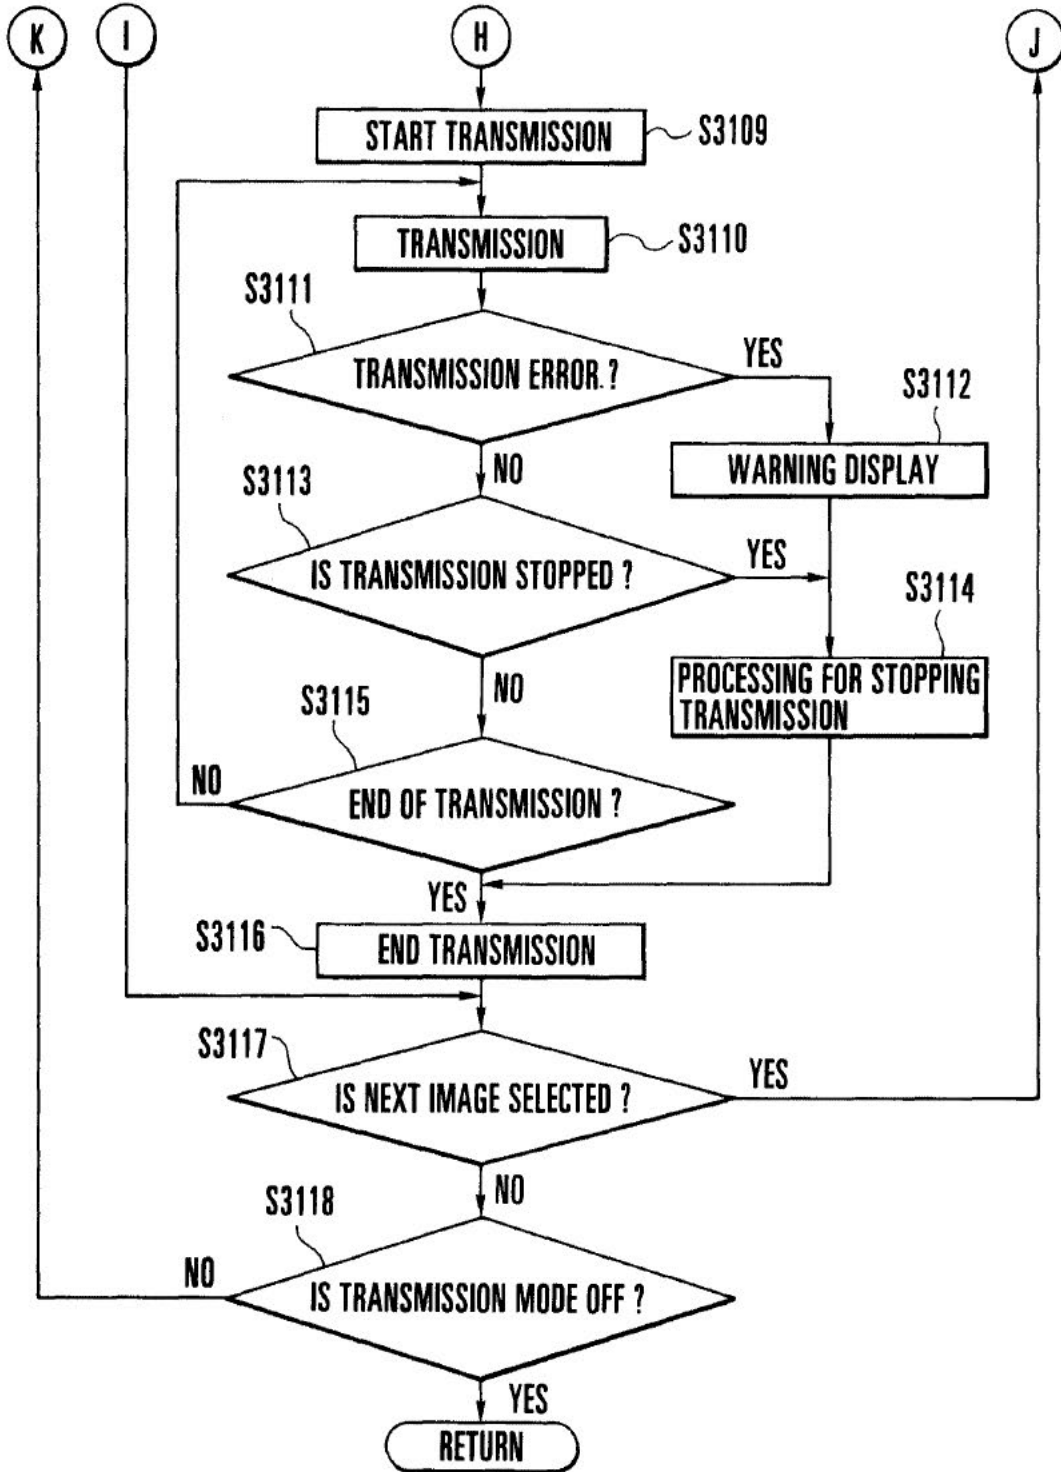 K
I
H
J
START TRANSMISSION
S3109
TRANSMISSION
S3110
S3111
TRANSMISSION ERROR.?
YES
S3112
WARNING DISPLAY
NO
S3113
IS TRANSMISSION STOPPED ?
YES
S3114
PROCESSING FOR STOPPING
TRANSMISSION
NO
S3115
NO
END OF TRANSMISSION ?
YES
S3116
END TRANSMISSION
S3117
IS NEXT IMAGE SELECTED ?
YES
NO
S3118
NO
IS TRANSMISSION MODE OFF ?
YES
RETURN